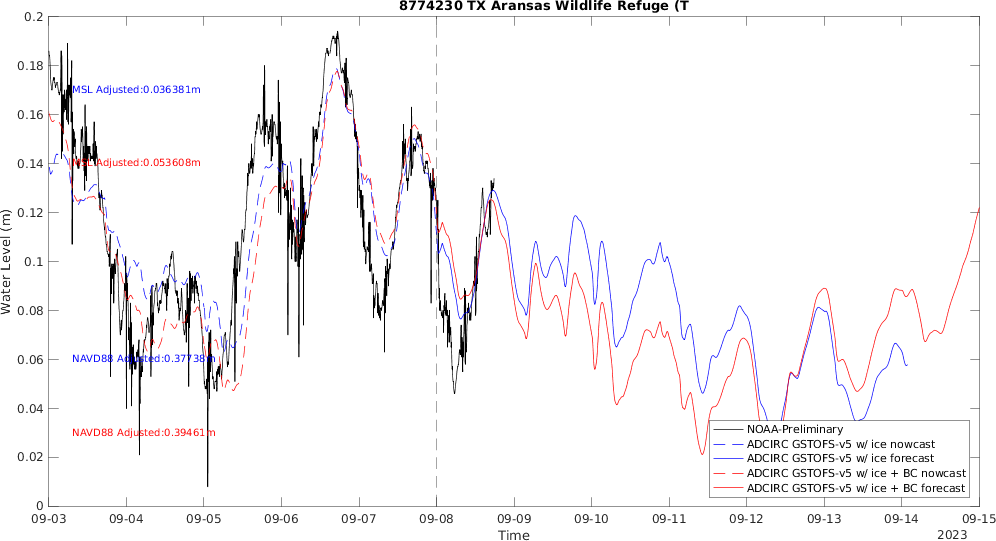 8774230 TX Aransas Wildlife Refuge (T
0.2
0.18
0.16
0.14
0.12
0.1
0.08
0.06
0.04
0.02
0
Water Level (m)
MSL Adjusted:0.036381m
MSL Adjusted:0.053608m
NAVD88 Adjusted:0.37738m
NAVD88 Adjusted:0.39461m
NOAA-Preliminary
ADCIRC GSTOFS-v5 w/ ice nowcast
ADCIRC GSTOFS-v5 w/ ice forecast
ADCIRC GSTOFS-v5 w/ ice + BC nowcast
ADCIRC GSTOFS-v5 w/ ice + BC forecast
09-03 09-04 09-05 09-06 09-07 09-08 09-09 09-10 09-11 09-12 09-13 09-14 09-15
Time
2023